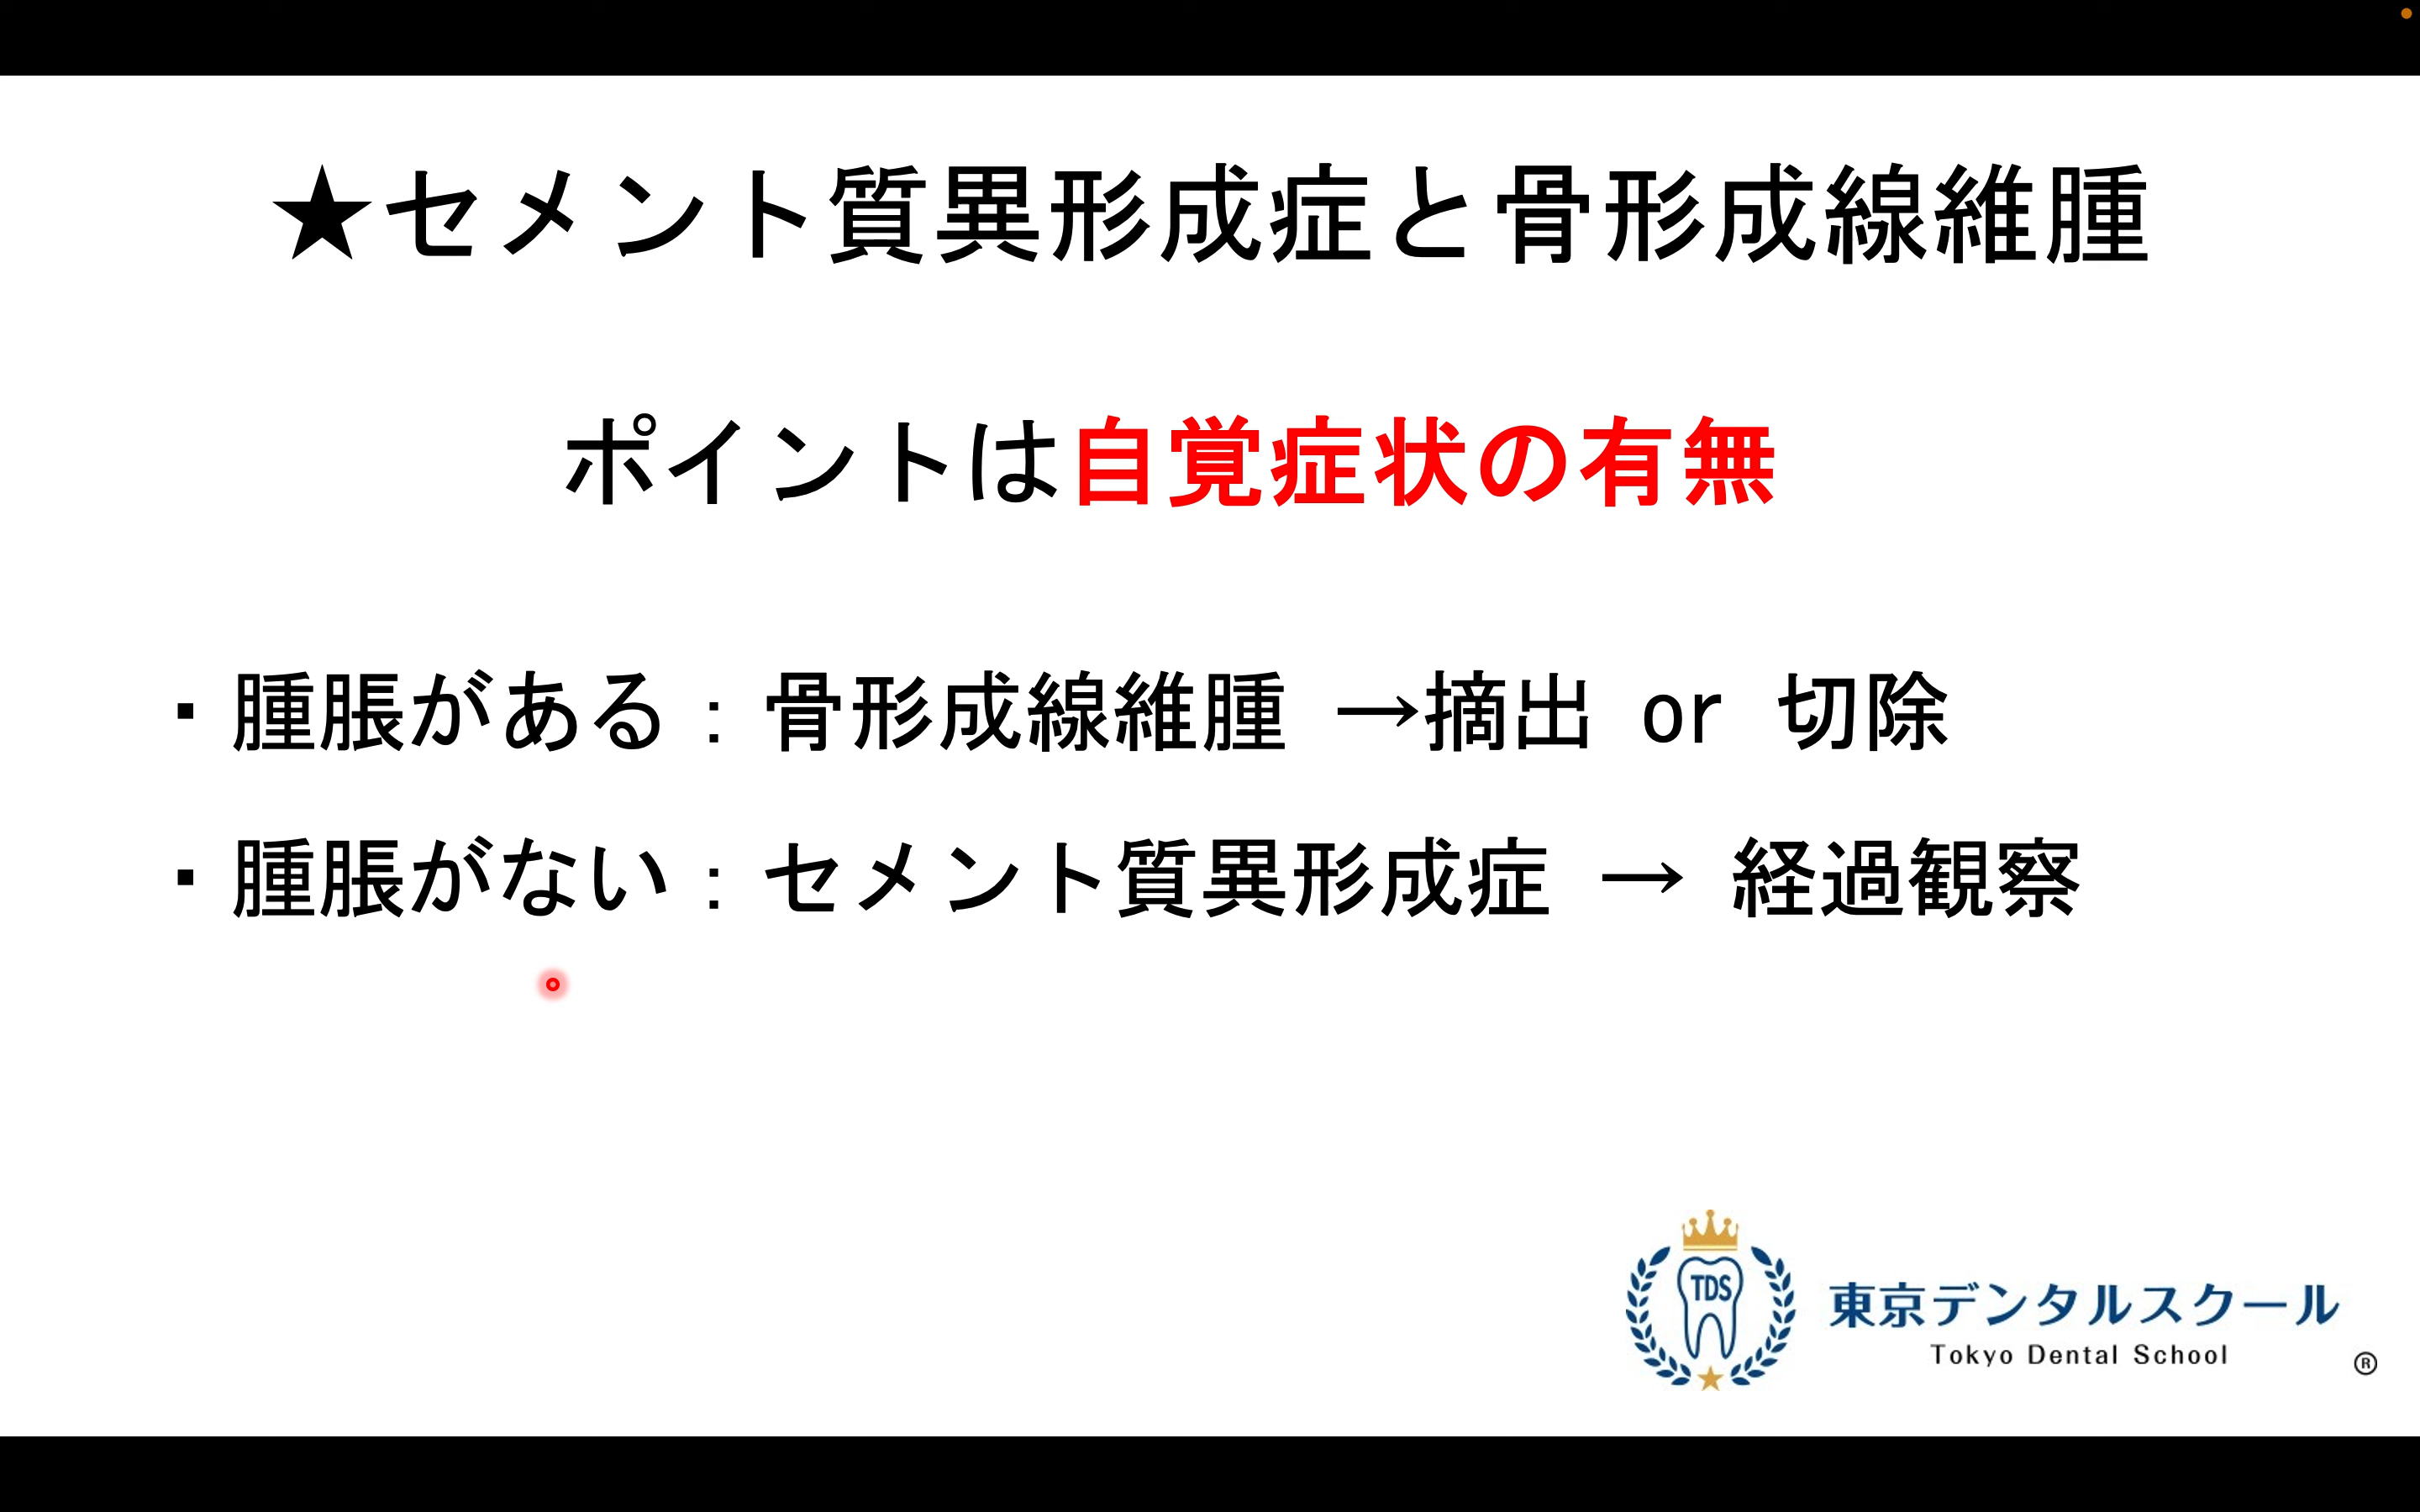 ★セメント質異形成症と骨形成線維腫
ポイントは自覚症状の有無
▪腫脹がある：骨形成線維腫 →摘出 or 切除
▪腫脹がない：セメント質異形成症 → 経過観察
TDS
東京デンタルスクール
Tokyo Dental School ®